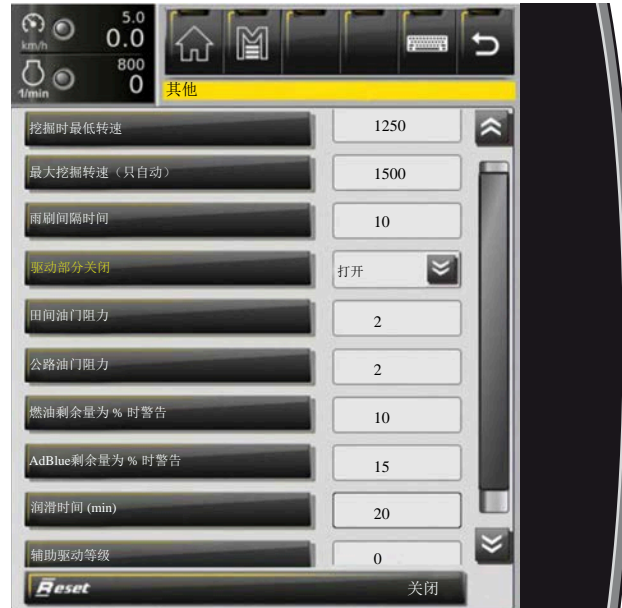 5.0
km/h 0.0
800
1/min 0
其他
挖掘时最低转速 1250
最大挖掘转速（只自动） 1500
雨刷间隔时间 10
驱动部分关闭 打开
田间油门阻力 2
公路油门阻力 2
燃油剩余量为 % 时警告 10
AdBlue剩余量为 % 时警告 15
润滑时间 (min) 20
辅助驱动等级 0
Reset 关闭